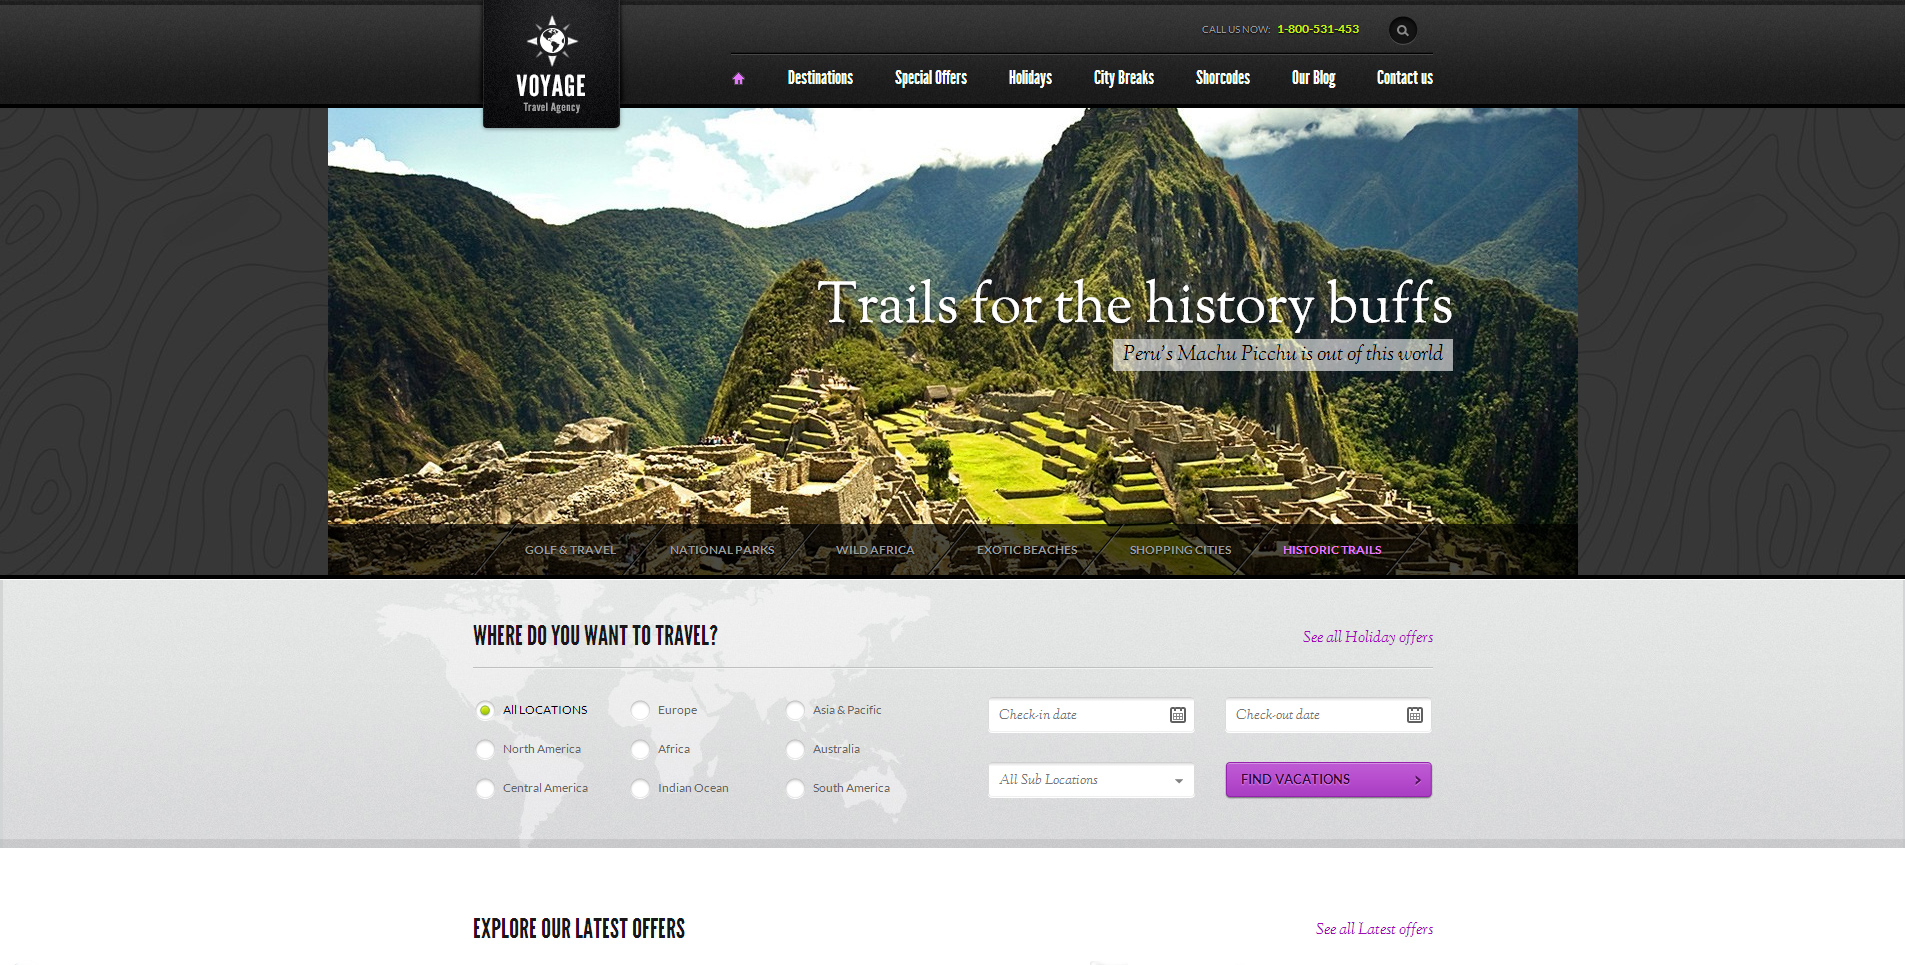 CALL US NOW: 1-800-531-453
VOYAGE
Travel Agency
Destinations Special Offers Holidays City Breaks Shorcodes Our Blog Contact us
Trails for the history buffs
Peru's Machu Picchu is out of this world
GOLF & TRAVEL NATIONAL PARKS WILD AFRICA EXOTIC BEACHES SHOPPING CITIES HISTORIC TRAILS
WHERE DO YOU WANT TO TRAVEL? See all Holiday offers
All LOCATIONS Europe Asia & Pacific Check-in date Check-out date
North America Africa Australia
Central America Indian Ocean South America All Sub Locations FIND VACATIONS
EXPLORE OUR LATEST OFFERS See all Latest offers